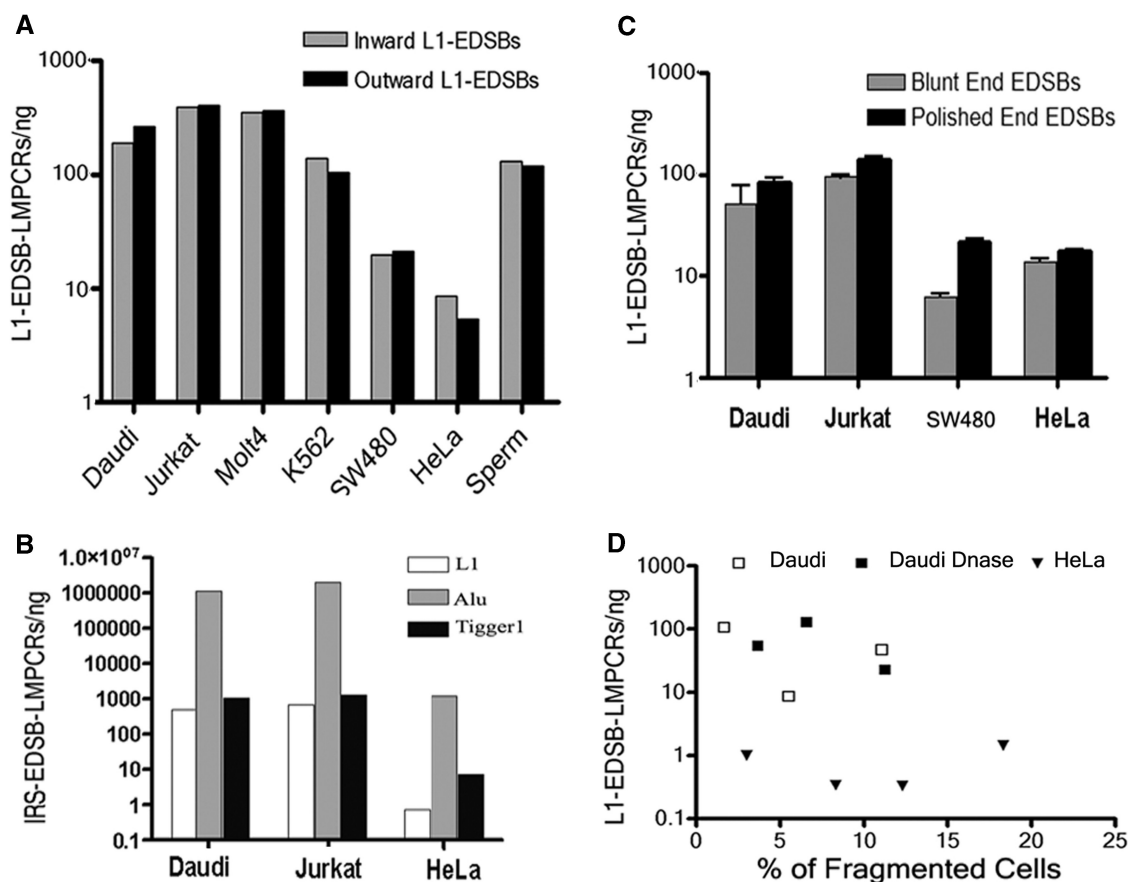 A
Inward L1-EDSBs
Outward L1-EDSBs
L1-EDSB-LMPCRs/ng
1000
100
10
1
Daudi
Jurkat
Molt4
K562
SW480
HeLa
Sperm
C
Blunt End EDSBs
Polished End EDSBs
L1-EDSB-LMPCRs/ng
1000
100
10
1
Daudi Jurkat SW480 HeLa
B
L1
Alu
Tigger1
IRS-EDSB-LMPCRs/ng
1.0×10⁰⁷
1000000
100000
10000
1000
100
10
1
0.1
Daudi Jurkat HeLa
D
Daudi Daudi Dnase HeLa
L1-EDSB-LMPCRs/ng
1000
100
10
1
0.1
0 5 10 15 20 25
% of Fragmented Cells